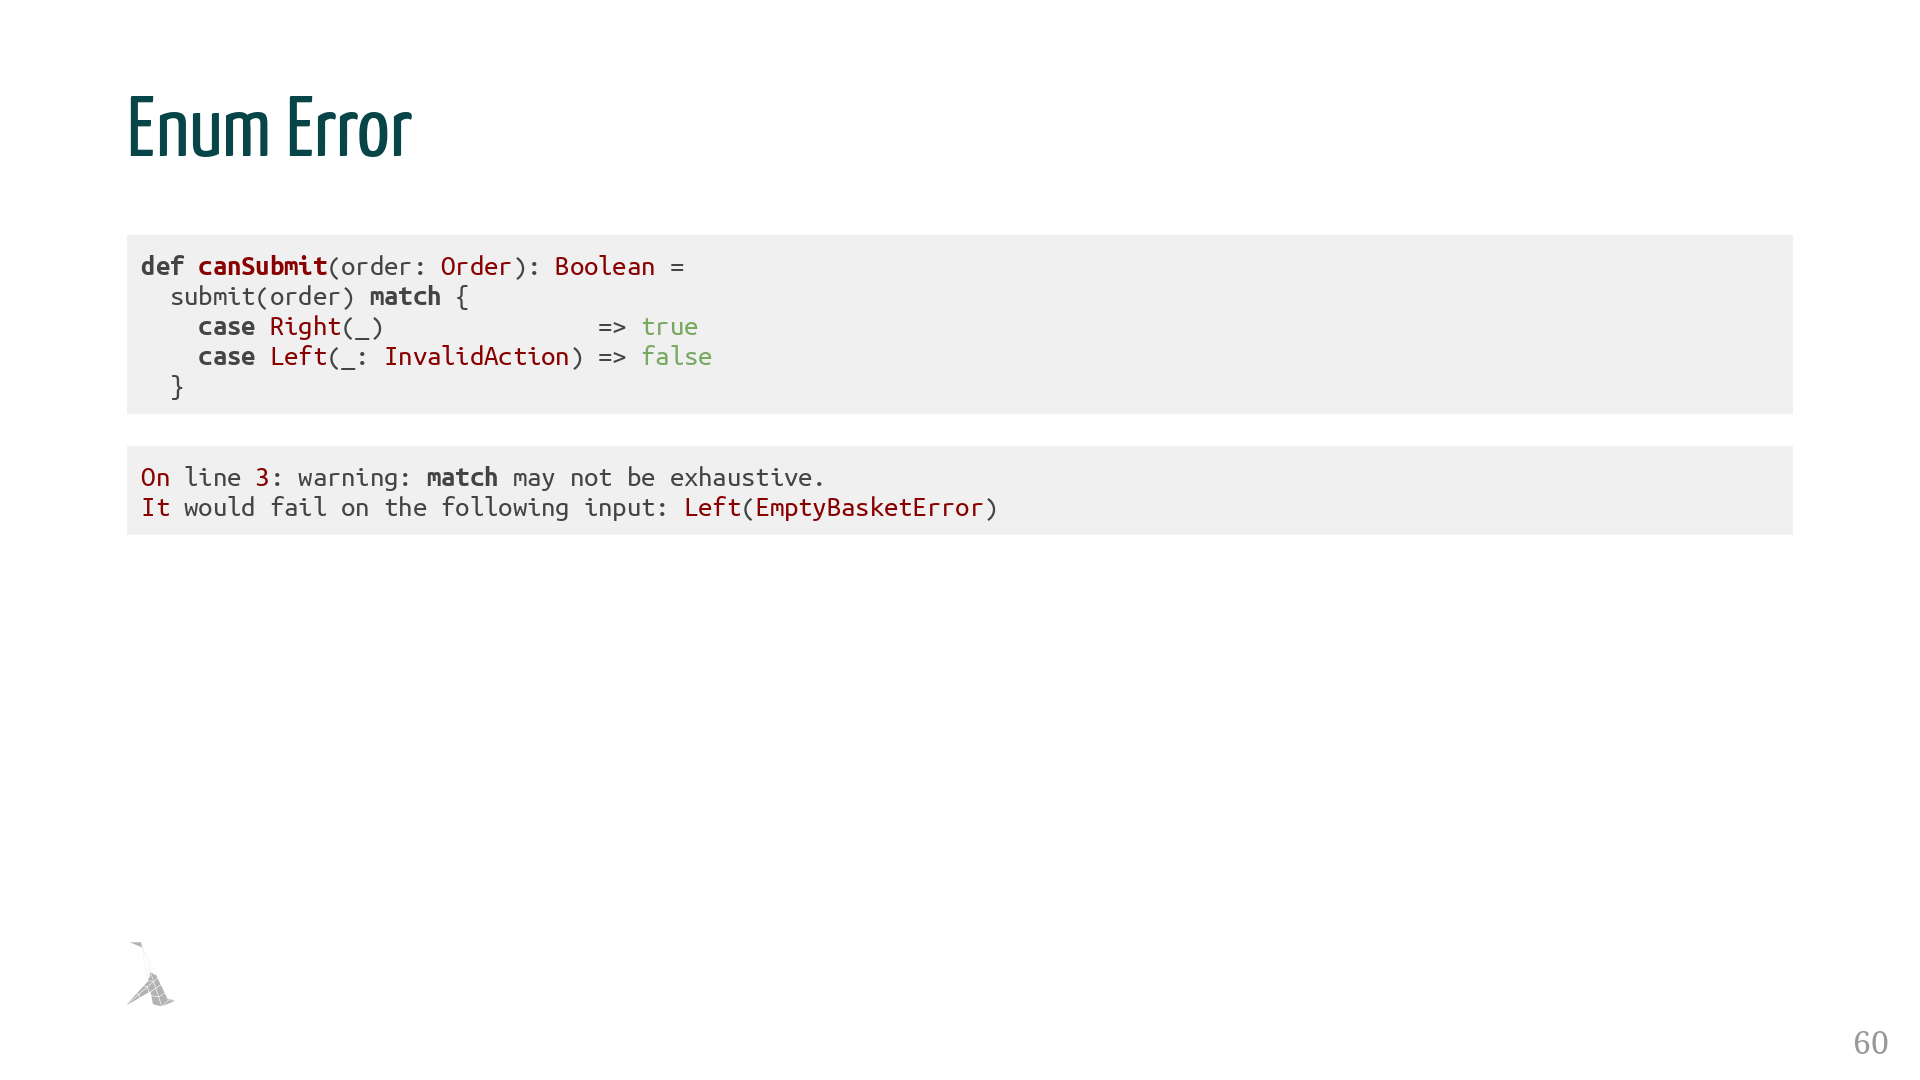 Enum Error
def canSubmit(order: Order): Boolean =
  submit(order) match {
    case Right(_)               => true
    case Left(_: InvalidAction) => false
  }
On line 3: warning: match may not be exhaustive.
It would fail on the following input: Left(EmptyBasketError)
60